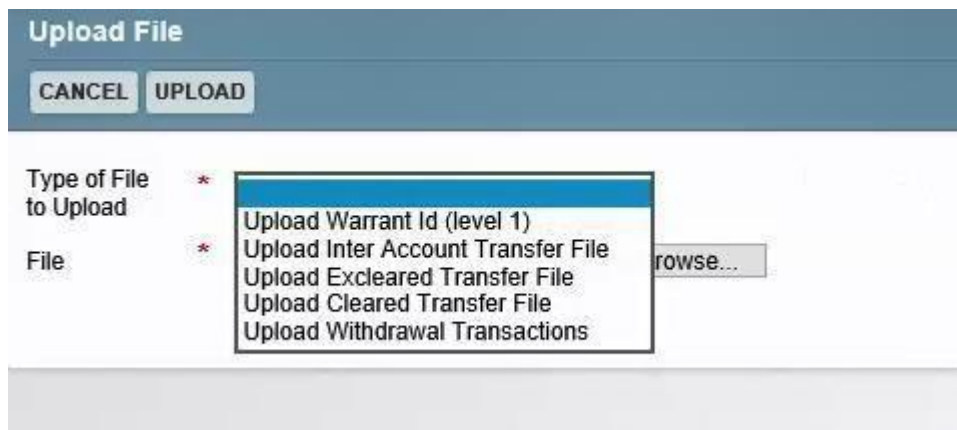 Upload File
CANCEL UPLOAD
Type of File
to Upload
*
Upload Warrant Id (level 1)
Upload Inter Account Transfer File
File * rowse...
Upload Excleared Transfer File
Upload Cleared Transfer File
Upload Withdrawal Transactions